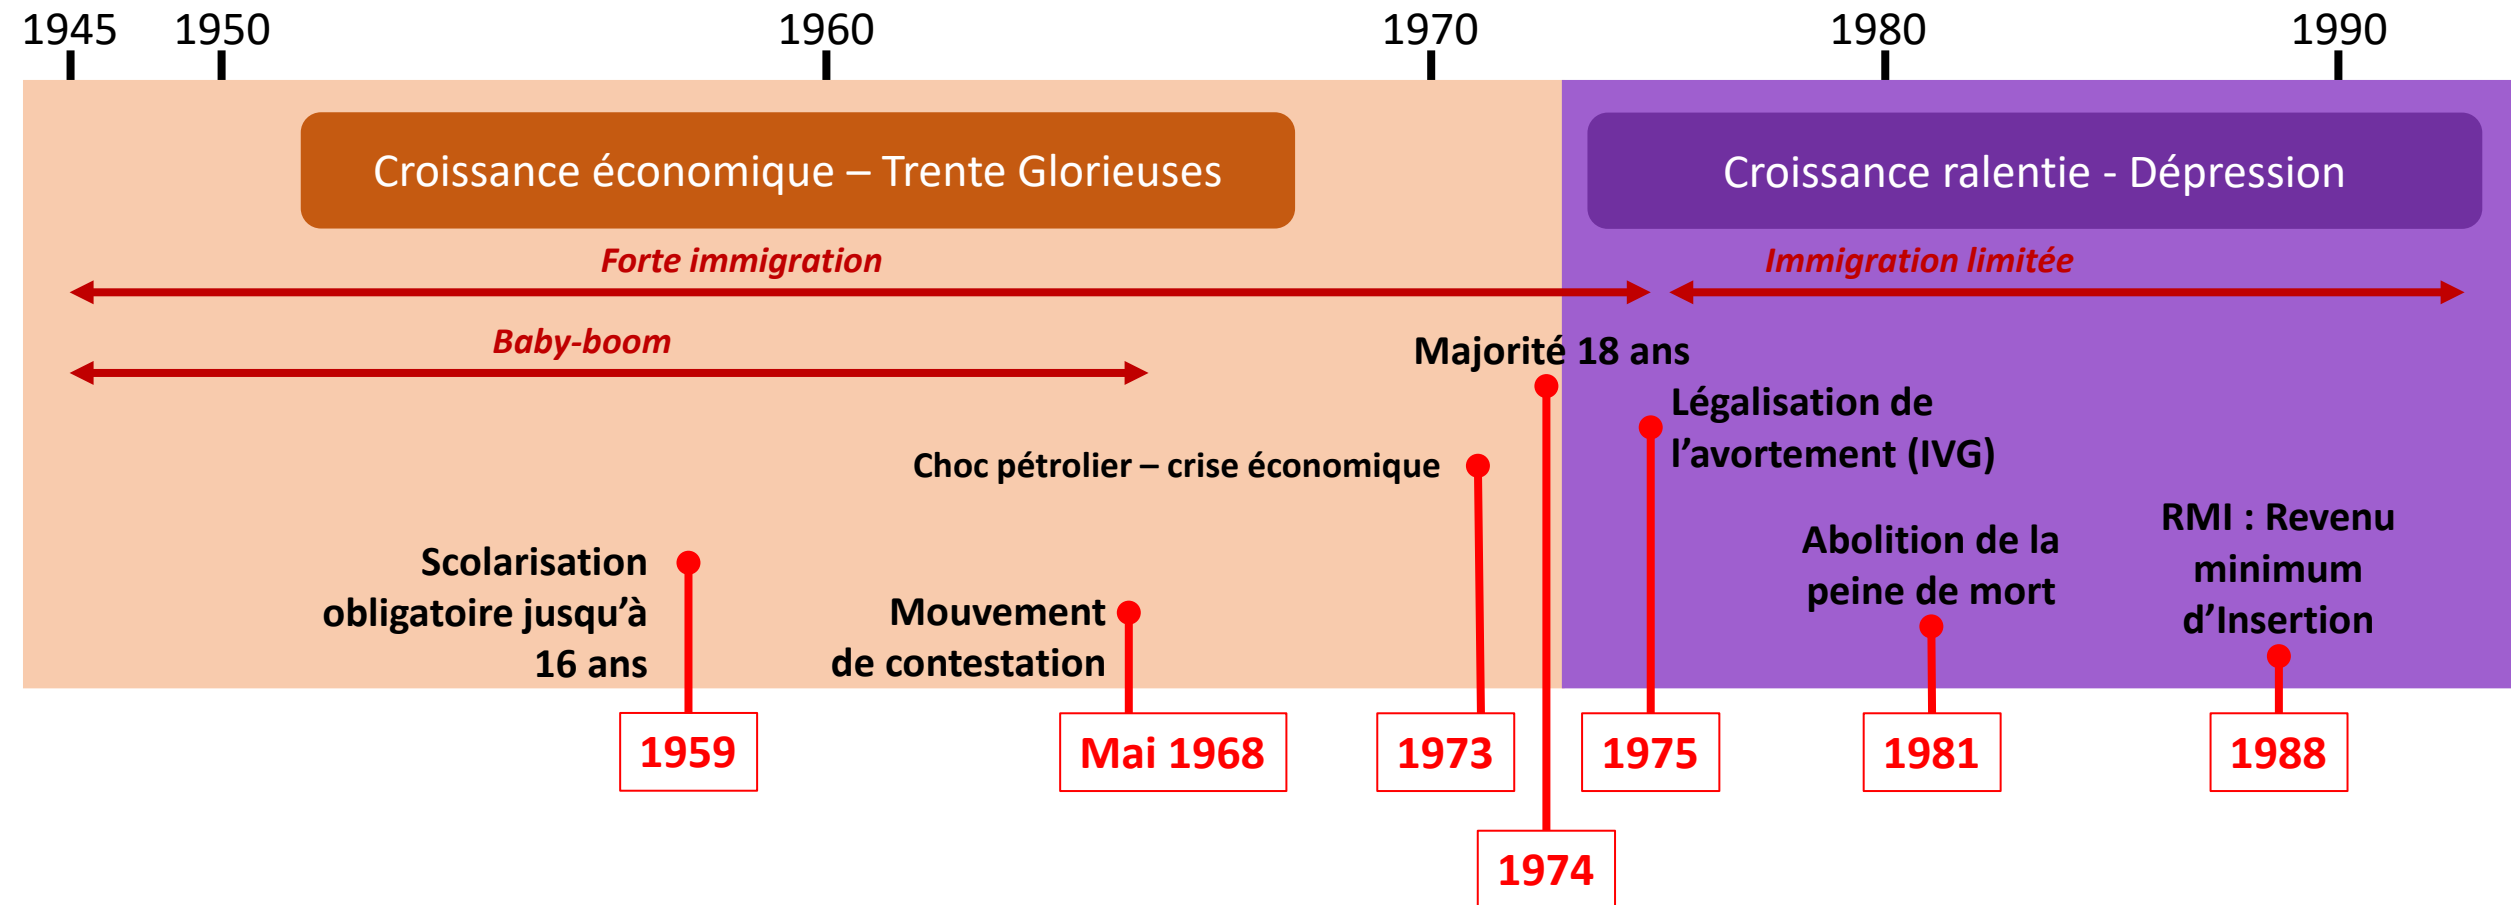 1945 1950 1960 1970 1980 1990
Croissance économique – Trente Glorieuses
Croissance ralentie - Dépression
Forte immigration
Immigration limitée
Baby-boom
Majorité 18 ans
Légalisation de
l’avortement (IVG)
Choc pétrolier – crise économique
Scolarisation
obligatoire jusqu’à
16 ans
Mouvement
de contestation
Abolition de la
peine de mort
RMI : Revenu
minimum
d’Insertion
1959
Mai 1968
1973
1975
1981
1988
1974